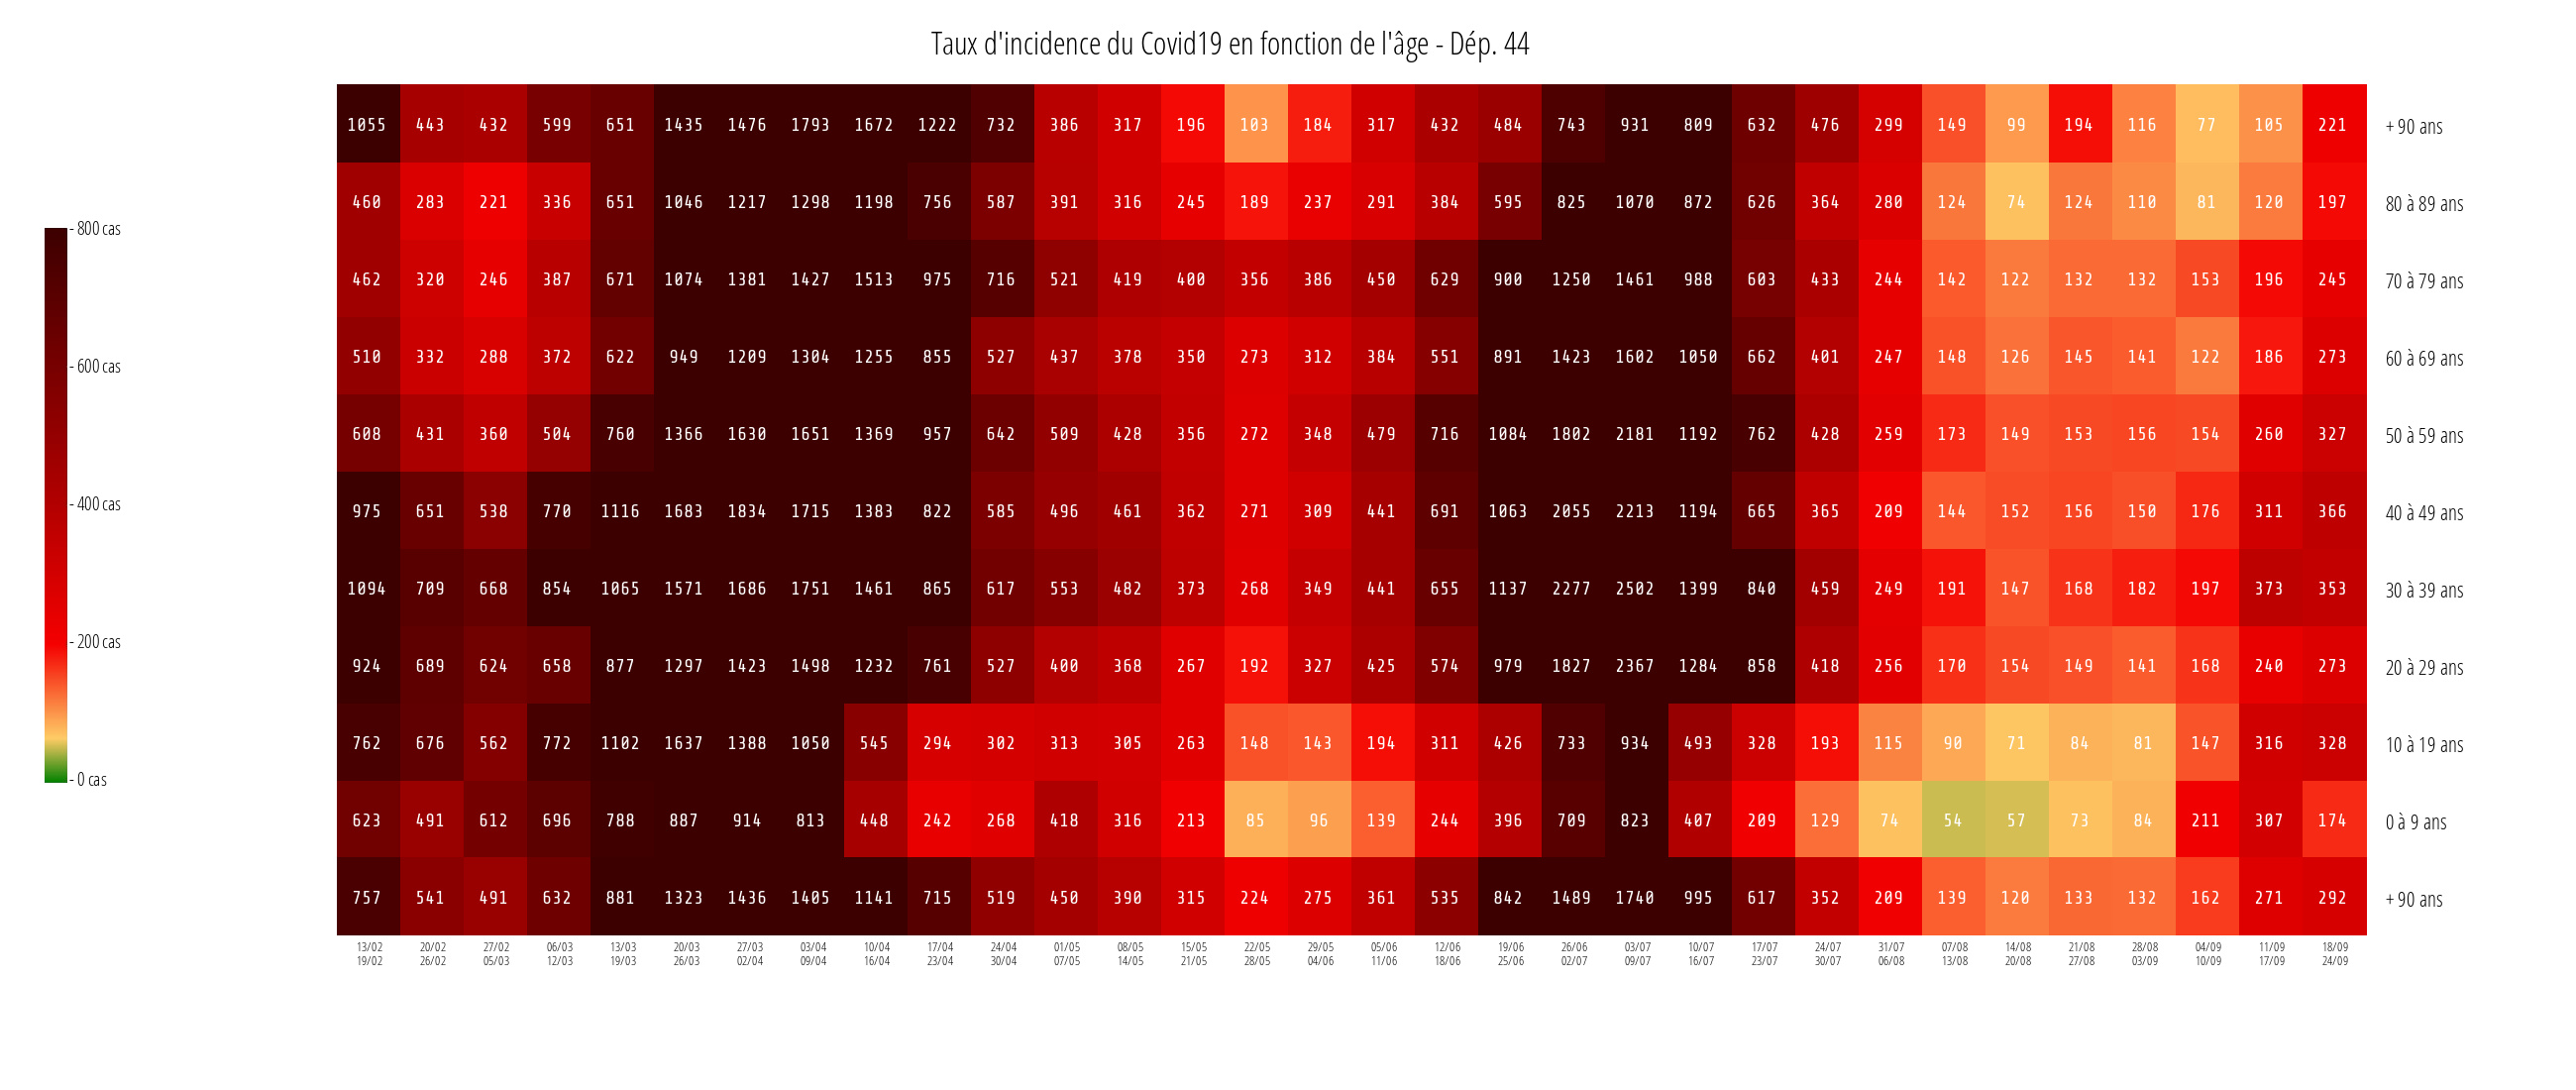 Taux d'incidence du Covid19 en fonction de l'âge - Dép. 44
- 800 cas
- 600 cas
- 400 cas
- 200 cas
- 0 cas
1055 443 432 599 651 1435 1476 1793 1672 1222 732 386 317 196 103 184 317 432 484 743 931 809 632 476 299 149 99 194 116 77 105 221 + 90 ans
460 283 221 336 651 1046 1217 1298 1198 756 587 391 316 245 189 237 291 384 595 825 1070 872 626 364 280 124 74 124 110 81 120 197 80 à 89 ans
462 320 246 387 671 1074 1381 1427 1513 975 716 521 419 400 356 386 450 629 900 1250 1461 988 603 433 244 142 122 132 132 153 196 245 70 à 79 ans
510 332 288 372 622 949 1209 1304 1255 855 527 437 378 350 273 312 384 551 891 1423 1602 1050 662 401 247 148 126 145 141 122 186 273 60 à 69 ans
608 431 360 504 760 1366 1630 1651 1369 957 642 509 428 356 272 348 479 716 1084 1802 2181 1192 762 428 259 173 149 153 156 154 260 327 50 à 59 ans
975 651 538 770 1116 1683 1834 1715 1383 822 585 496 461 362 271 309 441 691 1063 2055 2213 1194 665 365 209 144 152 156 150 176 311 366 40 à 49 ans
1094 709 668 854 1065 1571 1686 1751 1461 865 617 553 482 373 268 349 441 655 1137 2277 2502 1399 840 459 249 191 147 168 182 197 373 353 30 à 39 ans
924 689 624 658 877 1297 1423 1498 1232 761 527 400 368 267 192 327 425 574 979 1827 2367 1284 858 418 256 170 154 149 141 168 240 273 20 à 29 ans
762 676 562 772 1102 1637 1388 1050 545 294 302 313 305 263 148 143 194 311 426 733 934 493 328 193 115 90 71 84 81 147 316 328 10 à 19 ans
623 491 612 696 788 887 914 813 448 242 268 418 316 213 85 96 139 244 396 709 823 407 209 129 74 54 57 73 84 211 307 174 0 à 9 ans
757 541 491 632 881 1323 1436 1405 1141 715 519 450 390 315 224 275 361 535 842 1489 1740 995 617 352 209 139 120 133 132 162 271 292 + 90 ans
13/02 20/02 27/02 06/03 13/03 20/03 27/03 03/04 10/04 17/04 24/04 01/05 08/05 15/05 22/05 29/05 05/06 12/06 19/06 26/06 03/07 10/07 17/07 24/07 31/07 07/08 14/08 21/08 28/08 04/09 11/09 18/09
19/02 26/02 05/03 12/03 19/03 26/03 02/04 09/04 16/04 23/04 30/04 07/05 14/05 21/05 28/05 04/06 11/06 18/06 25/06 02/07 09/07 16/07 23/07 30/07 06/08 13/08 20/08 27/08 03/09 10/09 17/09 24/09